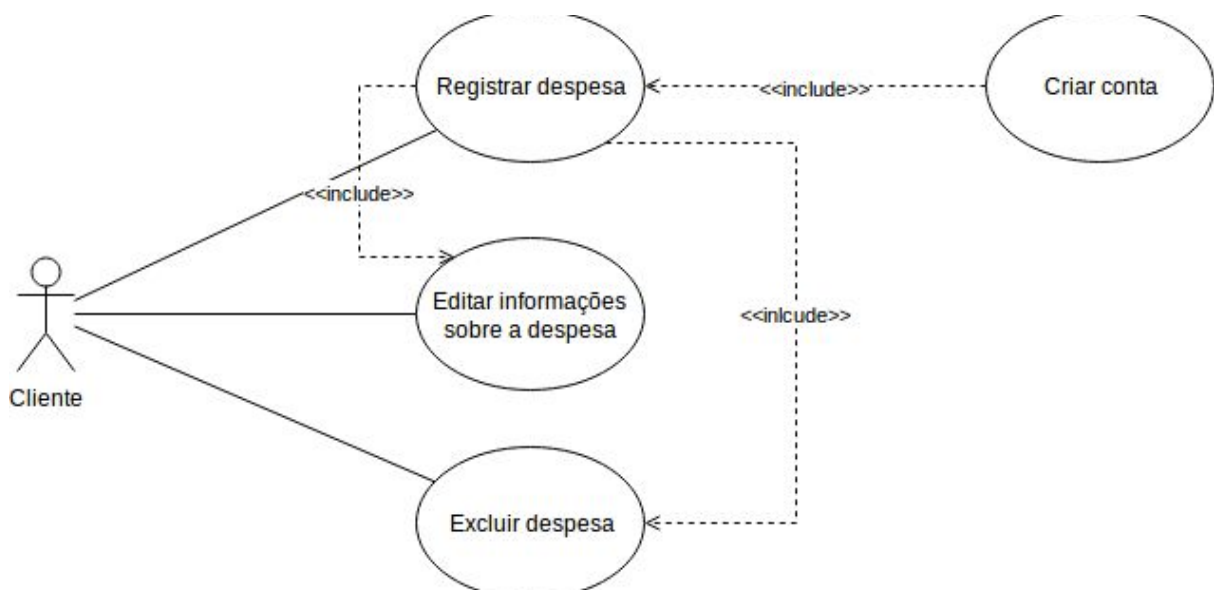 Registrar despesa
<<include>>
Criar conta
<<include>>
Editar informações
sobre a despesa
<<inlcude>>
Cliente
Excluir despesa